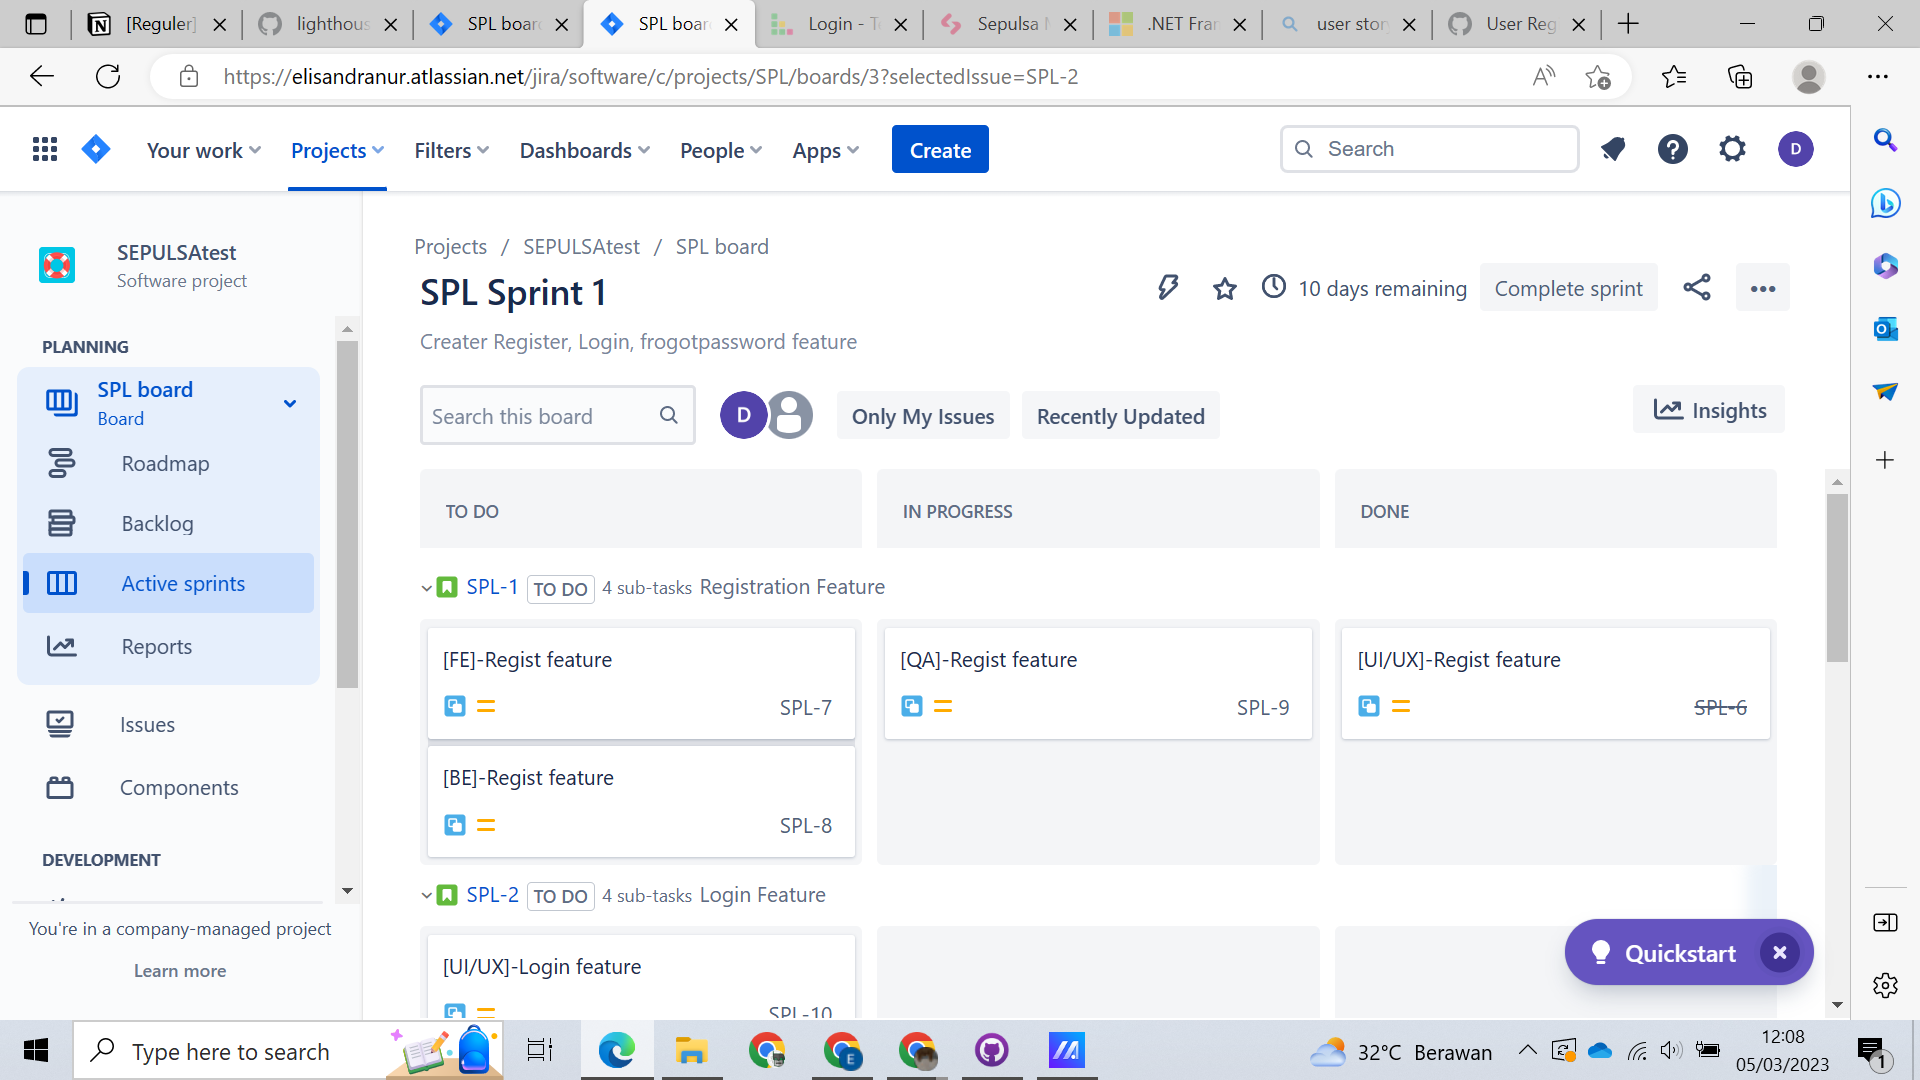 [Reguler]
lighthous
SPL board
SPL board
Login - Te
Sepulsa M
.NET Fran
user story
User Reg
https://elisandranur.atlassian.net/jira/software/c/projects/SPL/boards/3?selectedIssue=SPL-2
Your work
Projects
Filters
Dashboards
People
Apps
Create
Search
D
SEPULSAtest
Software project
PLANNING
SPL board
Board
Roadmap
Backlog
Active sprints
Reports
Issues
Components
DEVELOPMENT
You're in a company-managed project
Learn more
Projects / SEPULSAtest / SPL board
SPL Sprint 1
10 days remaining
Complete sprint
Creater Register, Login, frogotpassword feature
Search this board
D
Only My Issues
Recently Updated
Insights
TO DO
IN PROGRESS
DONE
SPL-1 TO DO 4 sub-tasks Registration Feature
[FE]-Regist feature
SPL-7
[QA]-Regist feature
SPL-9
[UI/UX]-Regist feature
SPL-6
[BE]-Regist feature
SPL-8
SPL-2 TO DO 4 sub-tasks Login Feature
[UI/UX]-Login feature
SPL-10
Quickstart
Type here to search
E
32°C Berawan
12:08
05/03/2023
1